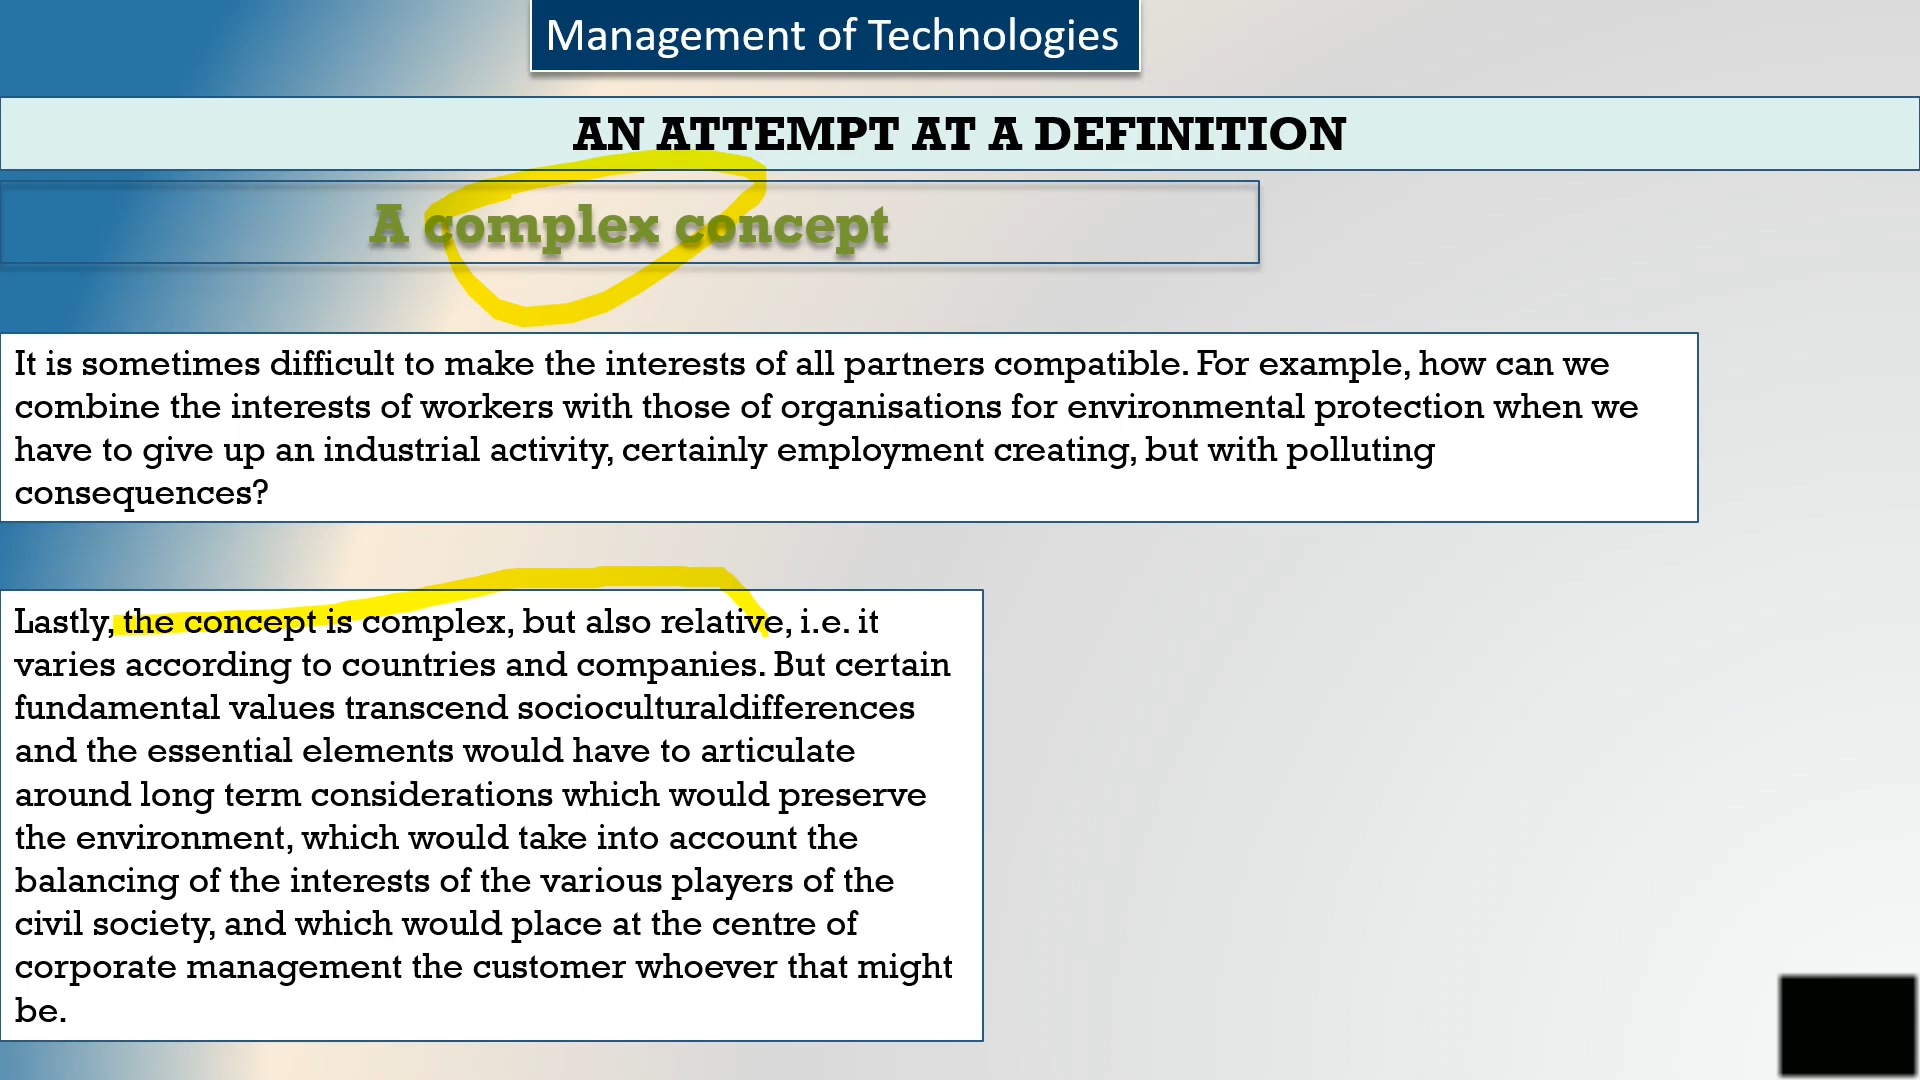 Management of Technologies
AN ATTEMPT AT A DEFINITION
A complex concept
It is sometimes difficult to make the interests of all partners compatible. For example, how can we
combine the interests of workers with those of organisations for environmental protection when we
have to give up an industrial activity, certainly employment creating, but with polluting
consequences?
Lastly, the concept is complex, but also relative, i.e. it
varies according to countries and companies. But certain
fundamental values transcend socioculturaldifferences
and the essential elements would have to articulate
around long term considerations which would preserve
the environment, which would take into account the
balancing of the interests of the various players of the
civil society, and which would place at the centre of
corporate management the customer whoever that might
be.